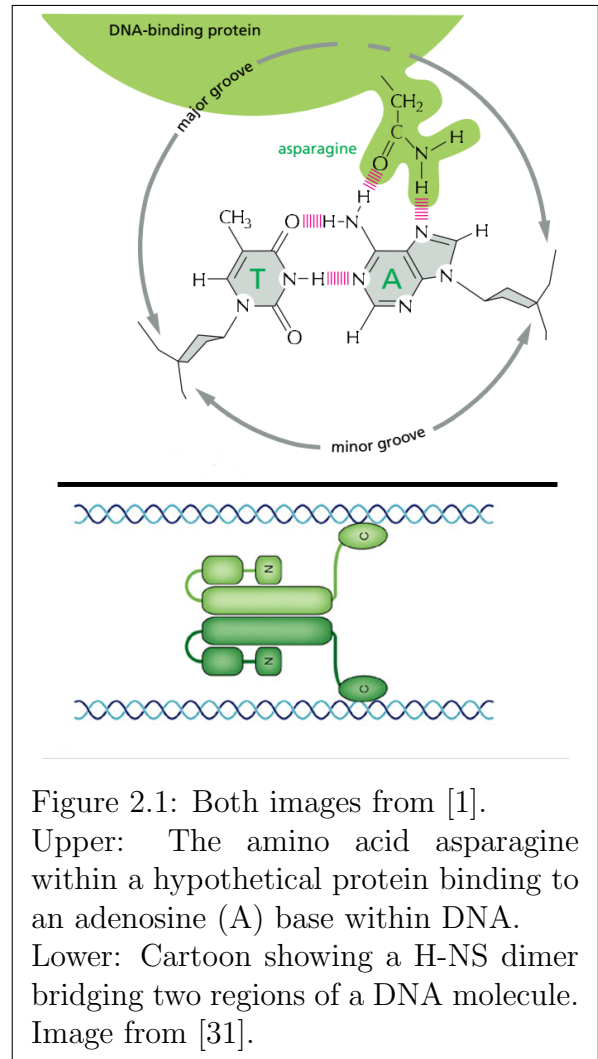 DNA-binding protein
major groove
asparagine
CH2
C
O
N
H
H
H
CH3
O
H–N
N
H
H
T
N–H
N
A
N
N
O
N
H
minor groove
N
C
N
C
Figure 2.1: Both images from [1].
Upper: The amino acid asparagine
within a hypothetical protein binding to
an adenosine (A) base within DNA.
Lower: Cartoon showing a H-NS dimer
bridging two regions of a DNA molecule.
Image from [31].